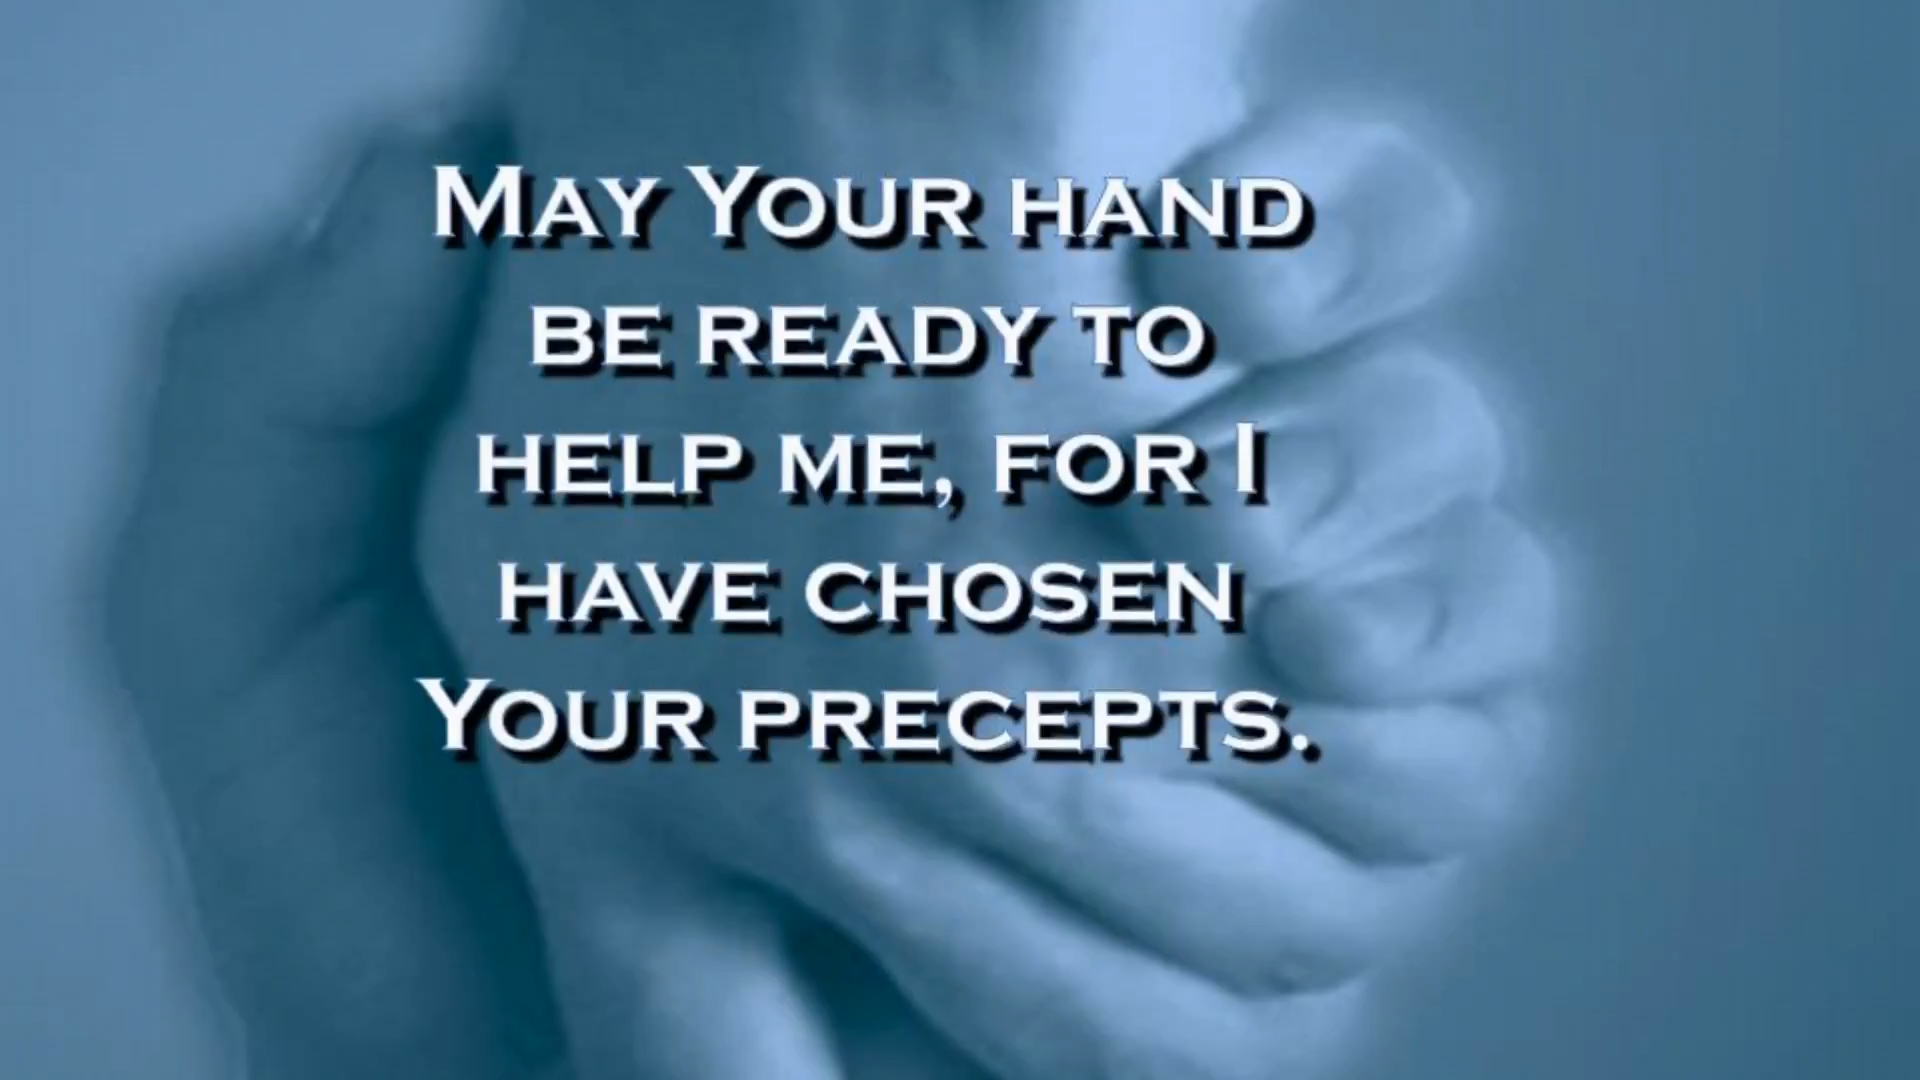 May Your hand
be ready to
help me, for I
have chosen
Your precepts.